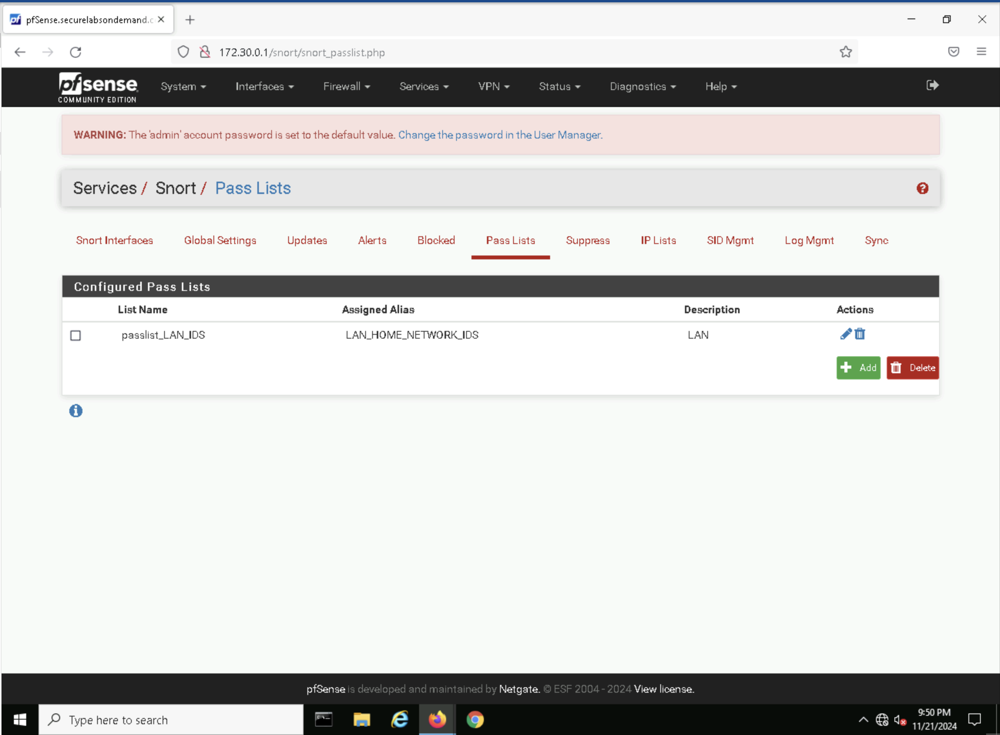 pfSense.securelabsondemand.c
172.30.0.1/snort/snort_passlist.php
pfsense
COMMUNITY EDITION
System
Interfaces
Firewall
Services
VPN
Status
Diagnostics
Help
WARNING: The 'admin' account password is set to the default value. Change the password in the User Manager.
Services / Snort / Pass Lists
Snort Interfaces
Global Settings
Updates
Alerts
Blocked
Pass Lists
Suppress
IP Lists
SID Mgmt
Log Mgmt
Sync
Configured Pass Lists
List Name
Assigned Alias
Description
Actions
passlist_LAN_IDS
LAN_HOME_NETWORK_IDS
LAN
Add
Delete
pfSense is developed and maintained by Netgate. © ESF 2004 - 2024 View license.
Type here to search
9:50 PM
11/21/2024